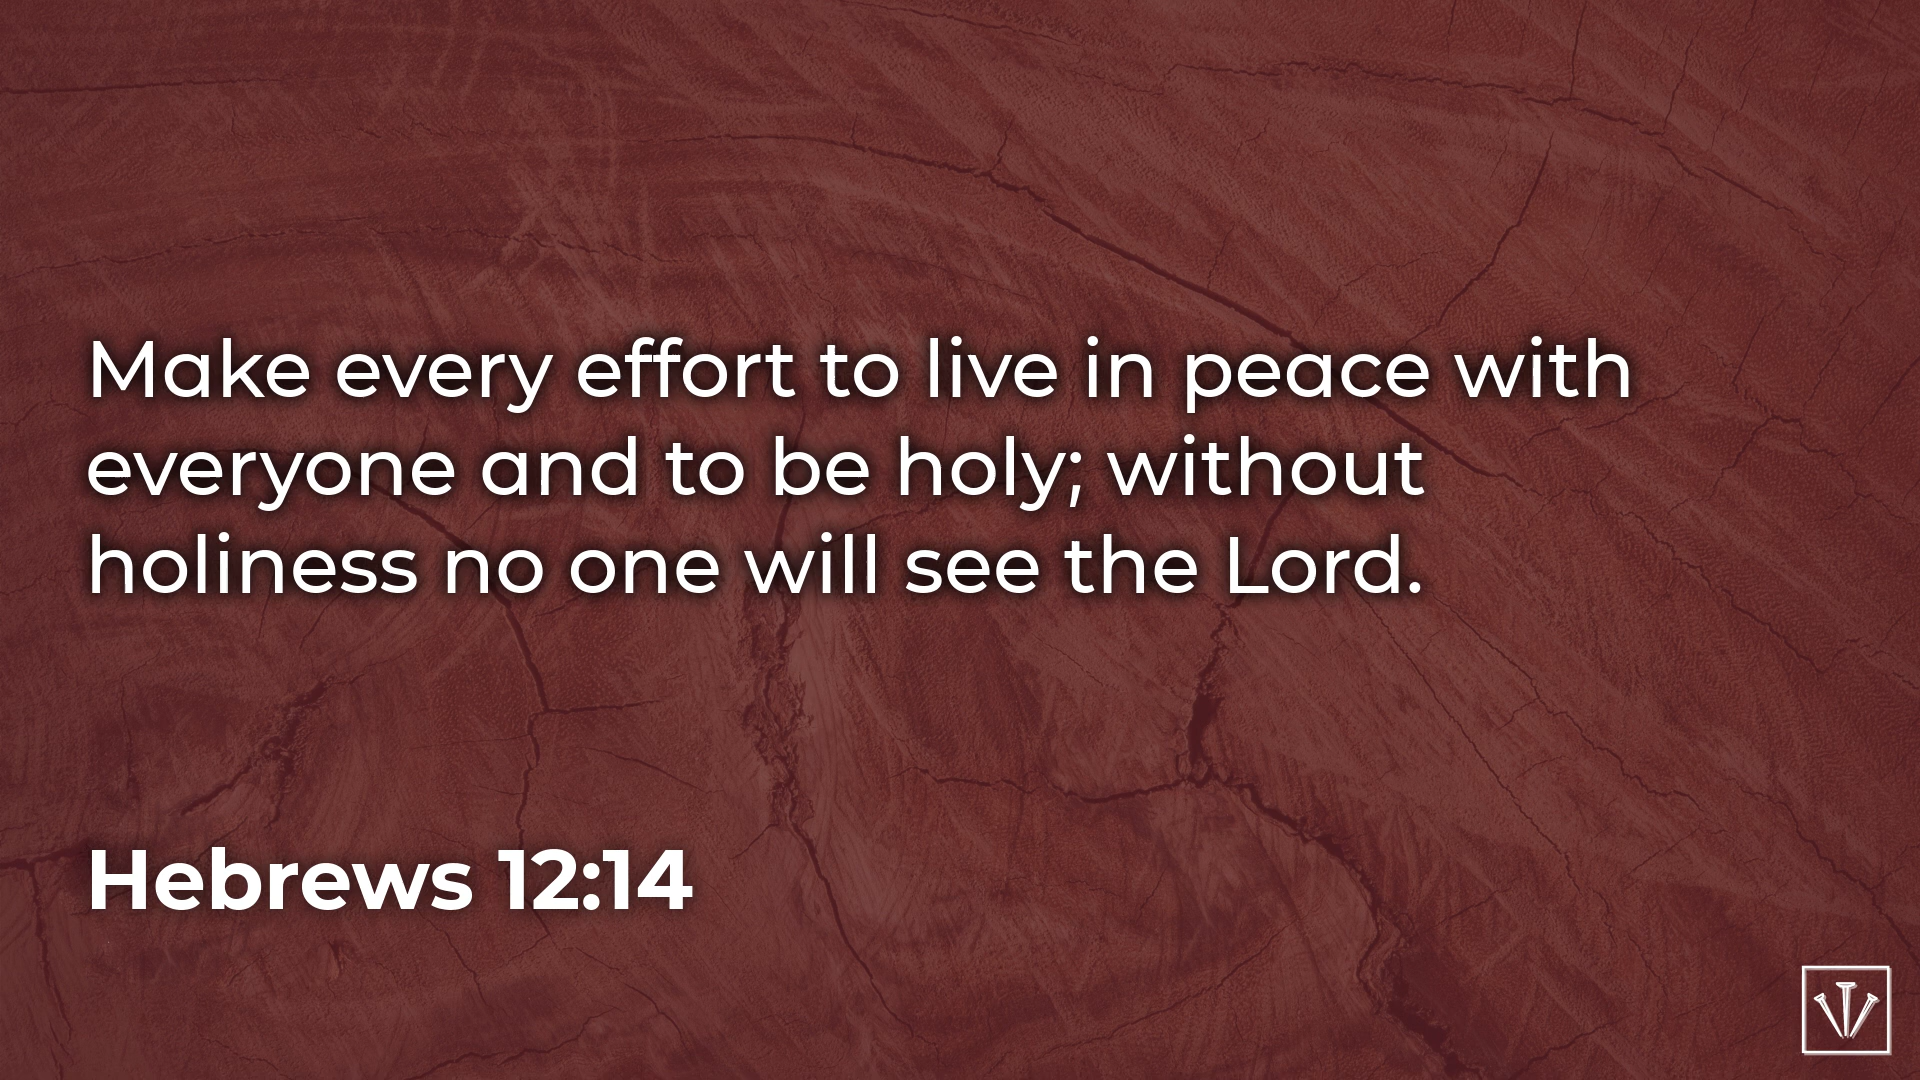 Make every effort to live in peace with
everyone and to be holy; without
holiness no one will see the Lord.
Hebrews 12:14